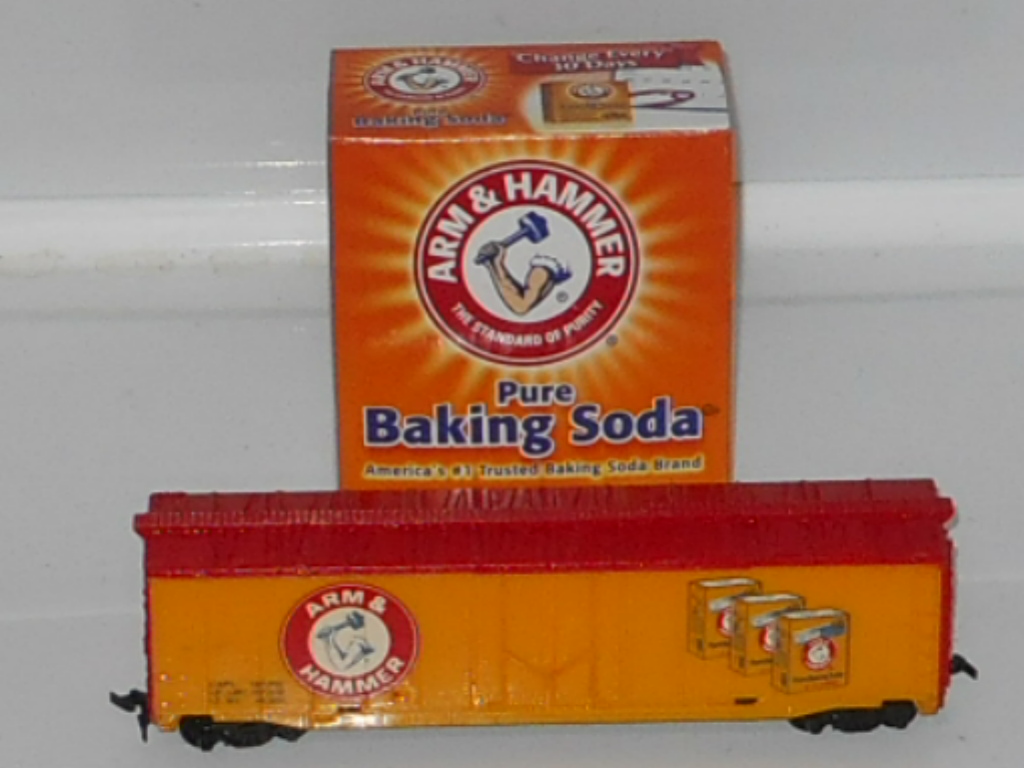 ARM & HAMMER
Baking Soda
Change Every
30 Days
ARM & HAMMER
THE STANDARD OF PURITY
Pure
Baking Soda
America's #1 Trusted Baking Soda Brand
ARM &
HAMMER